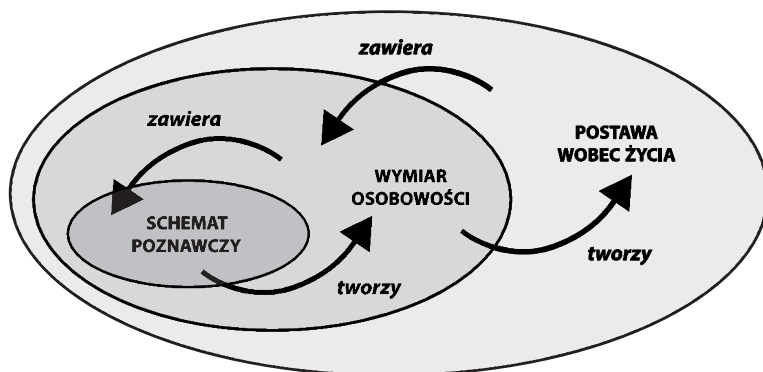 zawiera
zawiera
POSTAWA
WOBEC ŻYCIA
WYMIAR
OSOBOWOŚCI
SCHEMAT
POZNAWCZY
tworzy
tworzy